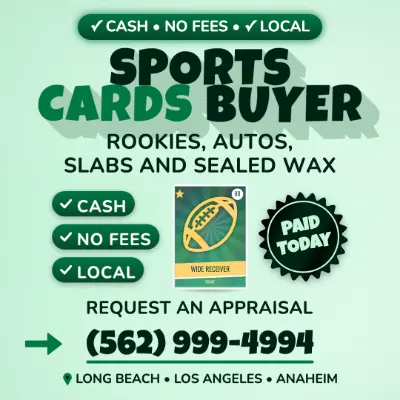 ✓ CASH • NO FEES • ✓ LOCAL
SPORTS
CARDS BUYER
ROOKIES, AUTOS,
SLABS AND SEALED WAX
✓ CASH
✓ NO FEES
✓ LOCAL
WIDE RECEIVER
PAID
TODAY
REQUEST AN APPRAISAL
(562) 999-4994
LONG BEACH • LOS ANGELES • ANAHEIM